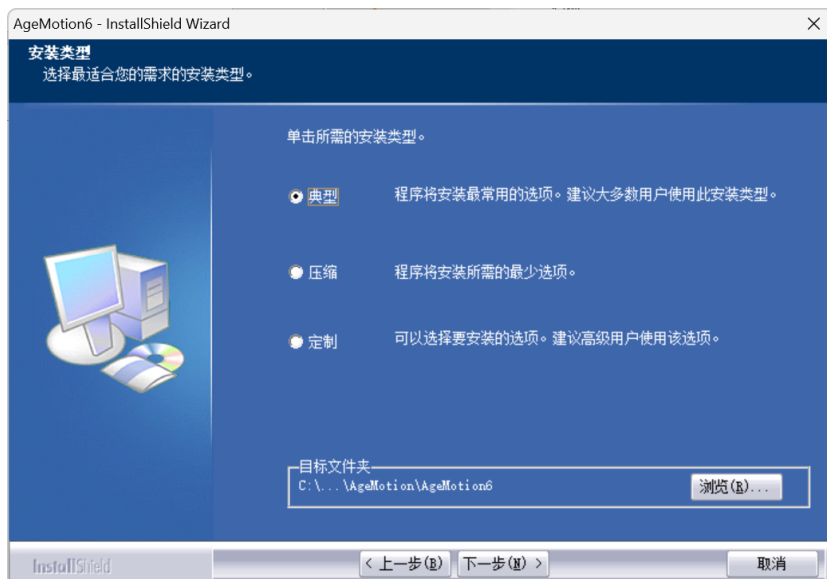 AgeMotion6 - InstallShield Wizard
安装类型
选择最适合您的需求的安装类型。
单击所需的安装类型。
典型 程序将安装最常用的选项。建议大多数用户使用此安装类型。
压缩 程序将安装所需的最少选项。
定制 可以选择要安装的选项。建议高级用户使用该选项。
目标文件夹
C:\...\AgeMotion\AgeMotion6 浏览(R)...
InstallShield < 上一步(B) 下一步(N) > 取消